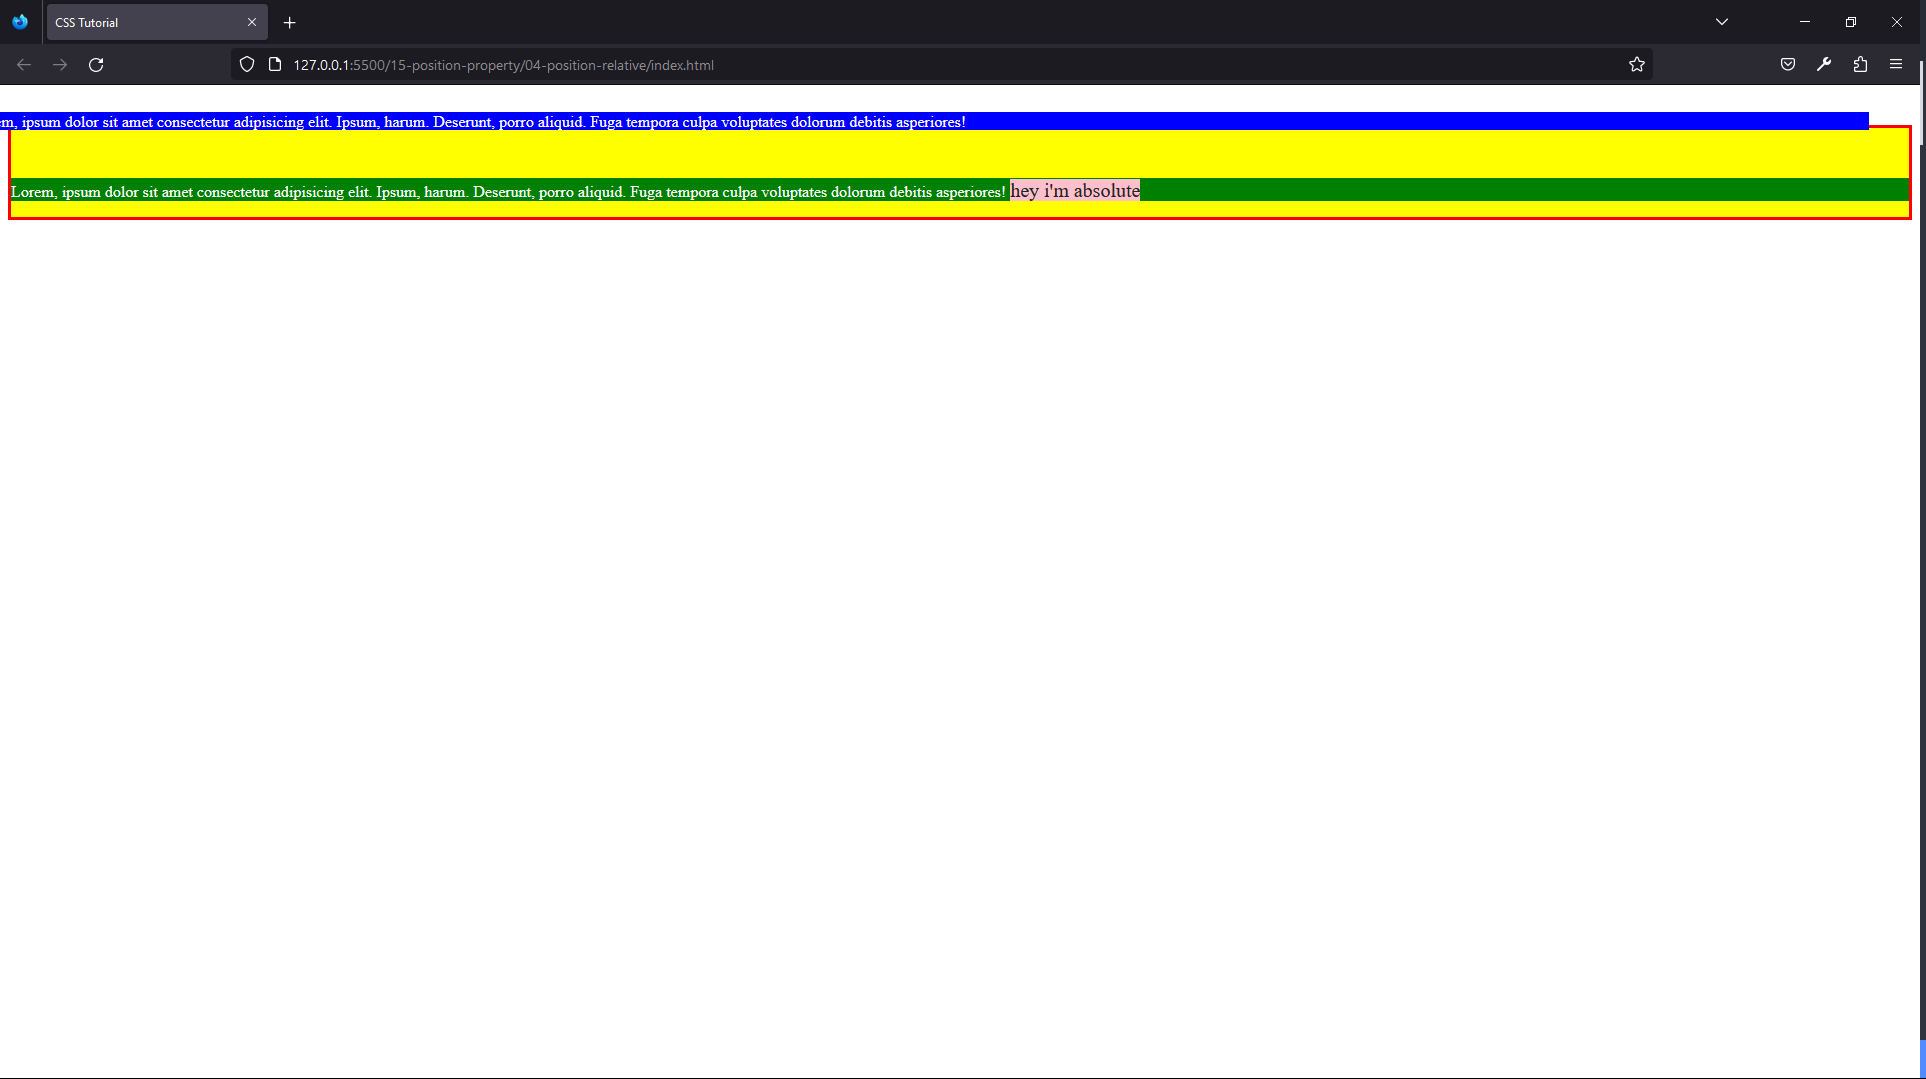 CSS Tutorial
127.0.0.1:5500/15-position-property/04-position-relative/index.html
em, ipsum dolor sit amet consectetur adipisicing elit. Ipsum, harum. Deserunt, porro aliquid. Fuga tempora culpa voluptates dolorum debitis asperiores!
Lorem, ipsum dolor sit amet consectetur adipisicing elit. Ipsum, harum. Deserunt, porro aliquid. Fuga tempora culpa voluptates dolorum debitis asperiores! hey i'm absolute